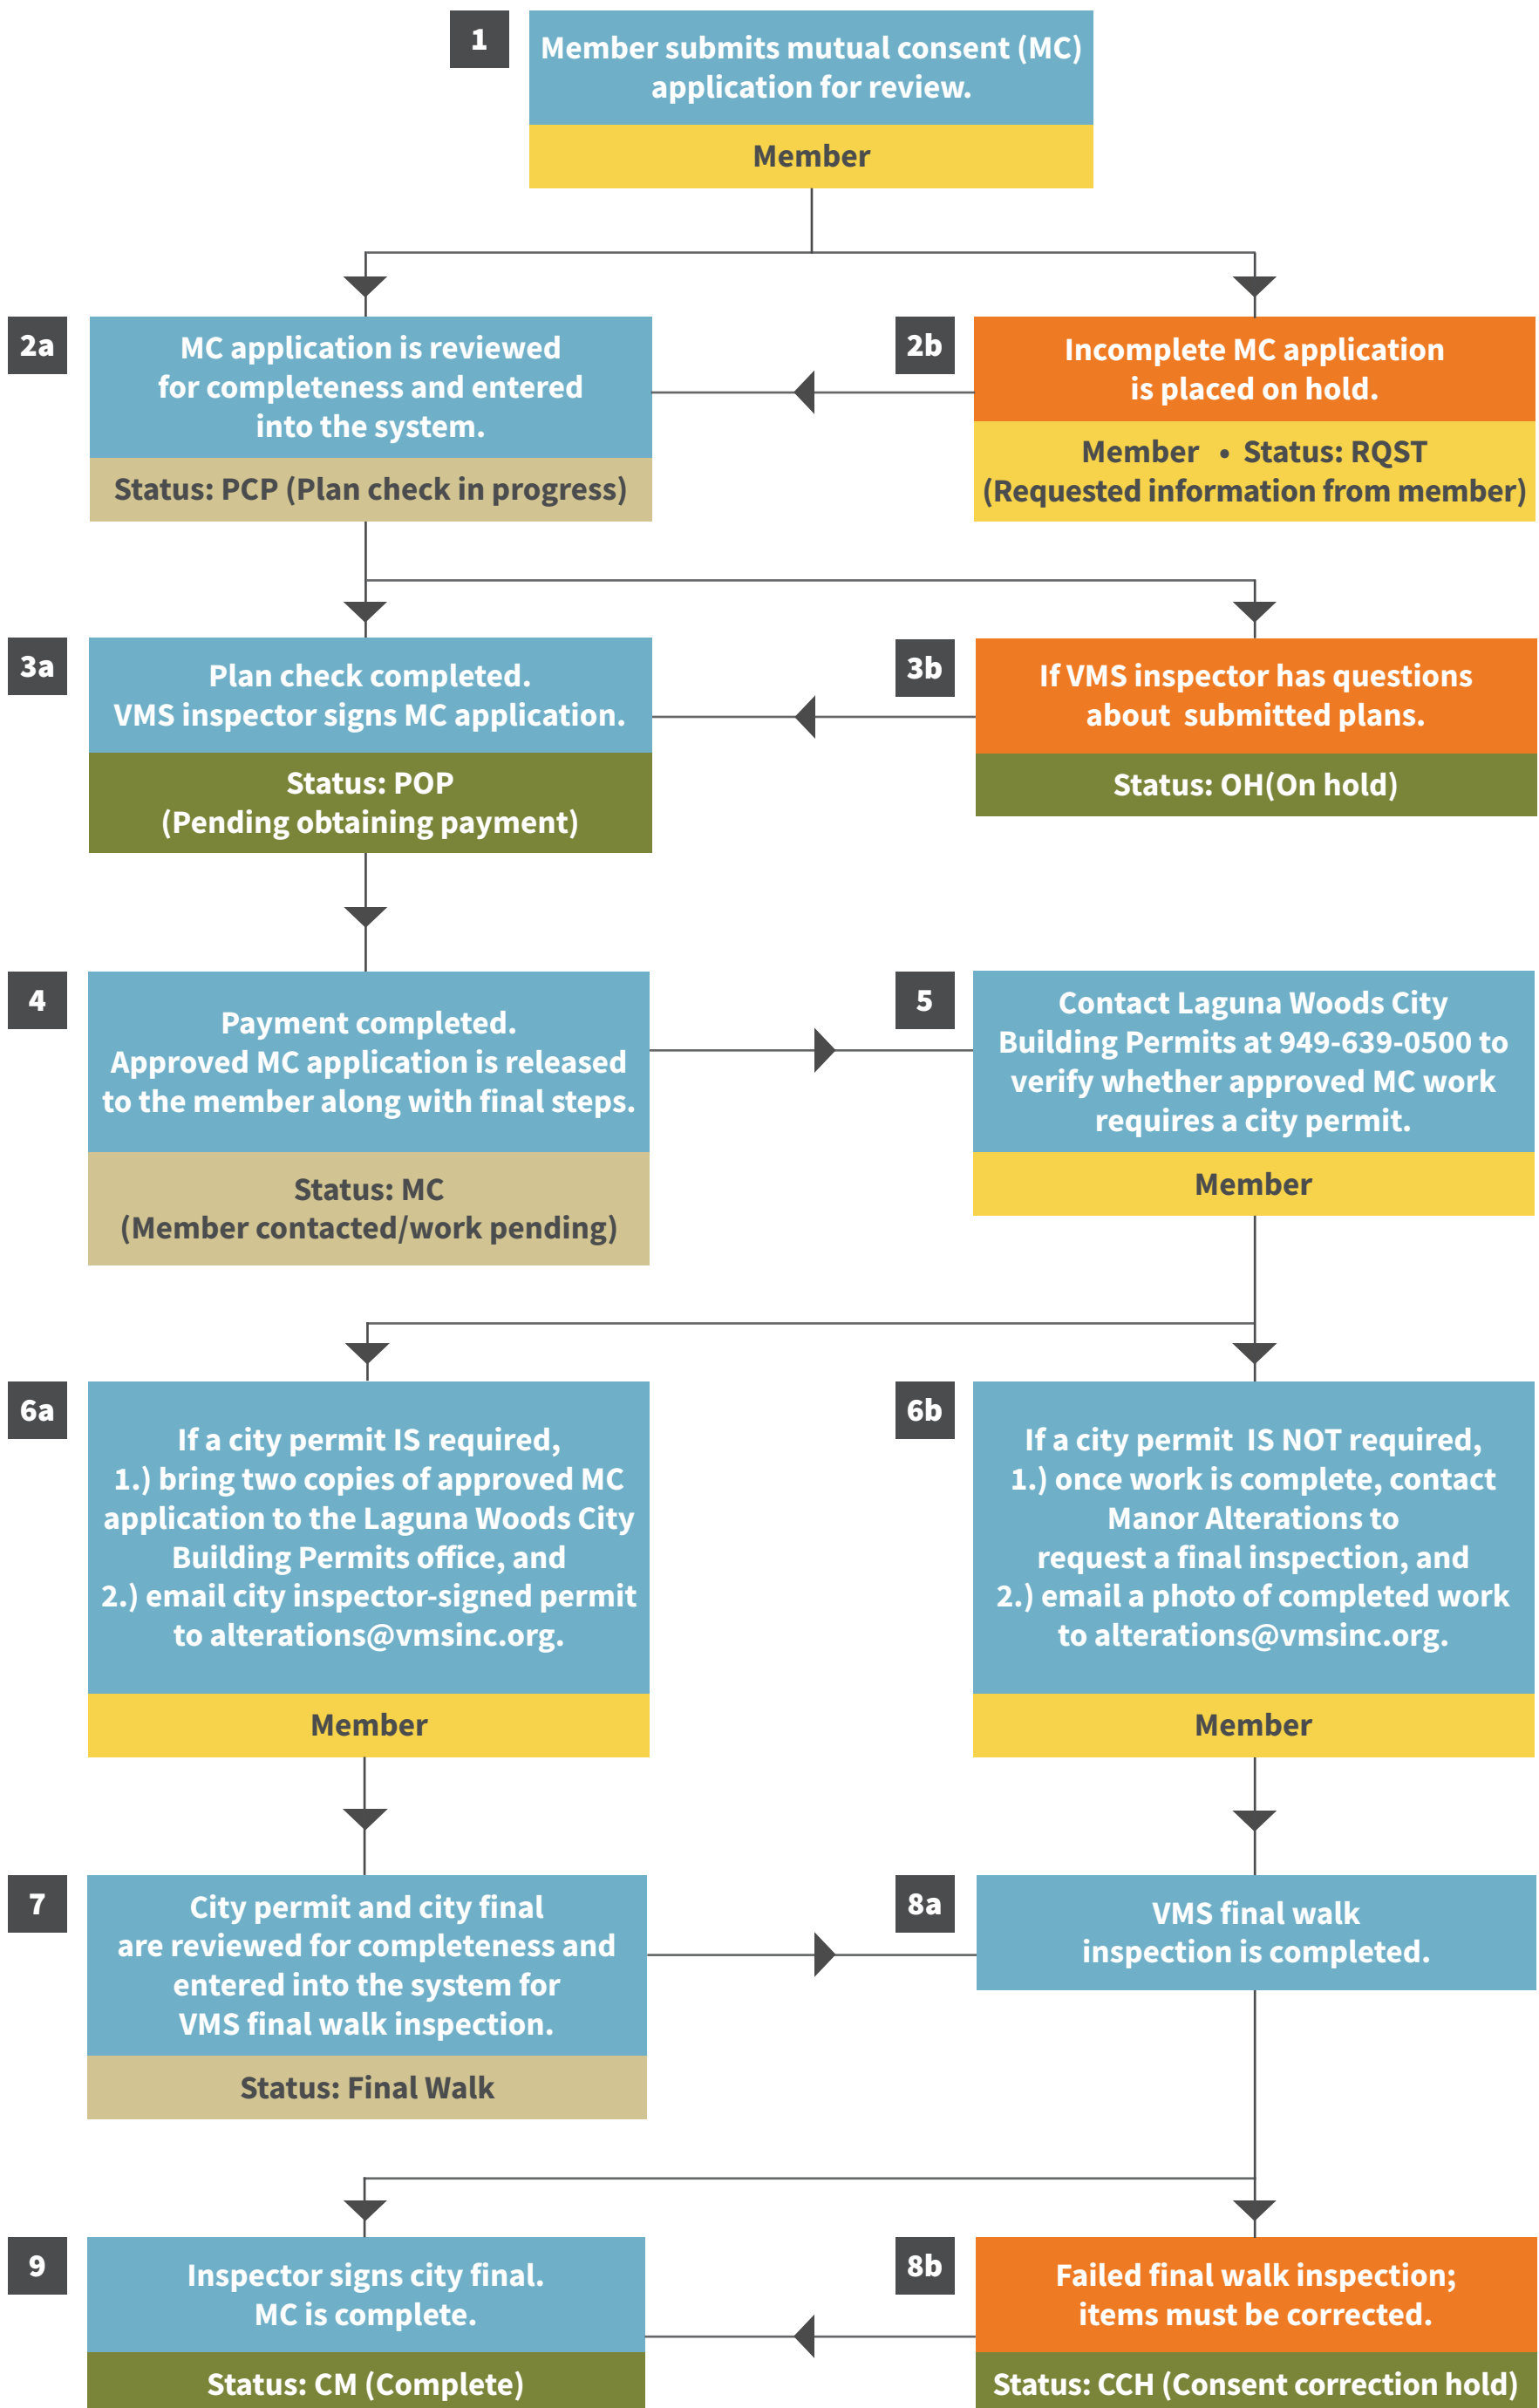 1
Member submits mutual consent (MC)
application for review.
Member
2a
MC application is reviewed
for completeness and entered
into the system.
Status: PCP (Plan check in progress)
2b
Incomplete MC application
is placed on hold.
Member • Status: RQST
(Requested information from member)
3a
Plan check completed.
VMS inspector signs MC application.
Status: POP
(Pending obtaining payment)
3b
If VMS inspector has questions
about submitted plans.
Status: OH(On hold)
4
Payment completed.
Approved MC application is released
to the member along with final steps.
Status: MC
(Member contacted/work pending)
5
Contact Laguna Woods City
Building Permits at 949-639-0500 to
verify whether approved MC work
requires a city permit.
Member
6a
If a city permit IS required,
1.) bring two copies of approved MC
application to the Laguna Woods City
Building Permits office, and
2.) email city inspector-signed permit
to alterations@vmsinc.org.
Member
6b
If a city permit IS NOT required,
1.) once work is complete, contact
Manor Alterations to
request a final inspection, and
2.) email a photo of completed work
to alterations@vmsinc.org.
Member
7
City permit and city final
are reviewed for completeness and
entered into the system for
VMS final walk inspection.
Status: Final Walk
8a
VMS final walk
inspection is completed.
9
Inspector signs city final.
MC is complete.
Status: CM (Complete)
8b
Failed final walk inspection;
items must be corrected.
Status: CCH (Consent correction hold)